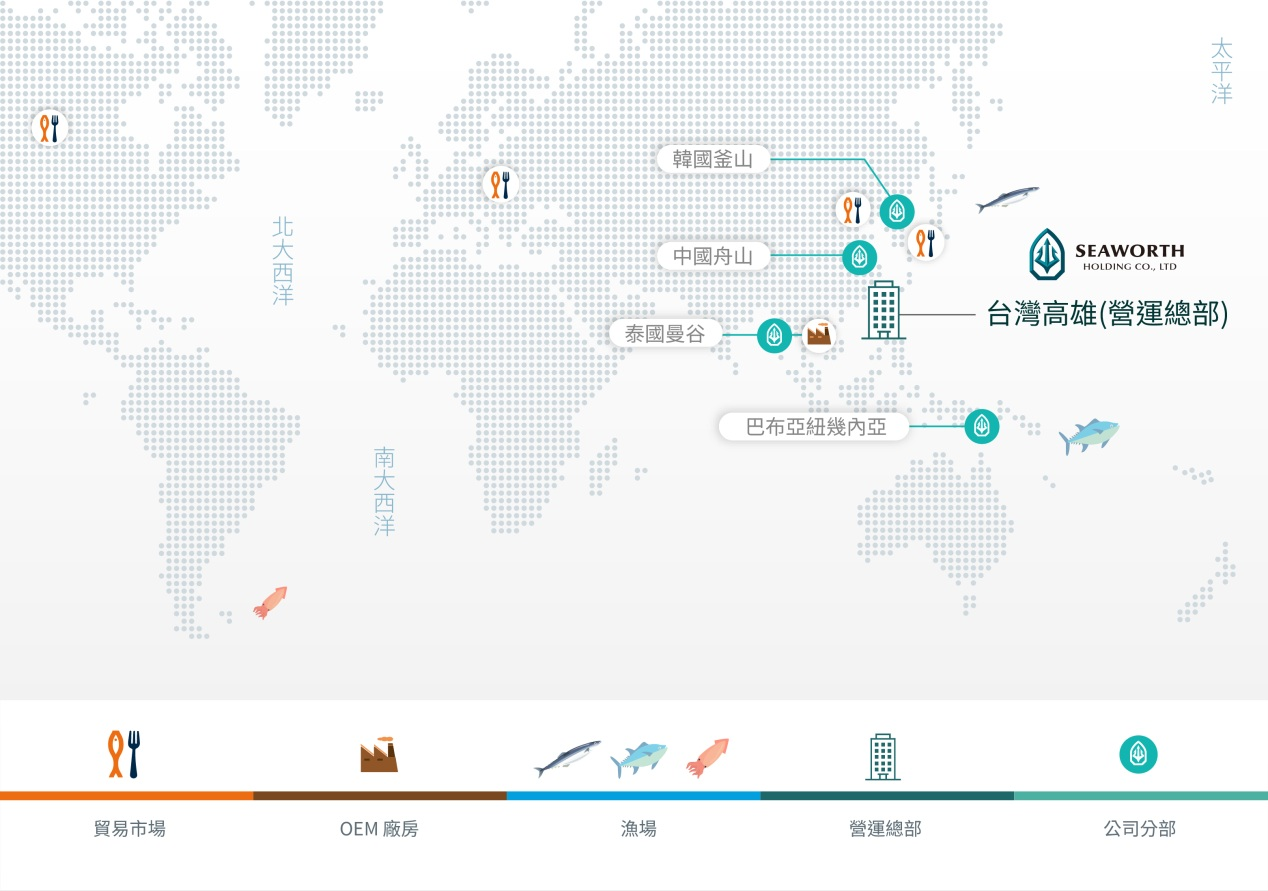 太平洋
韓國釜山
北大西洋
中國舟山
SEAWORTH
HOLDING CO., LTD
台灣高雄(營運總部)
泰國曼谷
巴布亞紐幾內亞
南大西洋
貿易市場
OEM 廠房
漁場
營運總部
公司分部